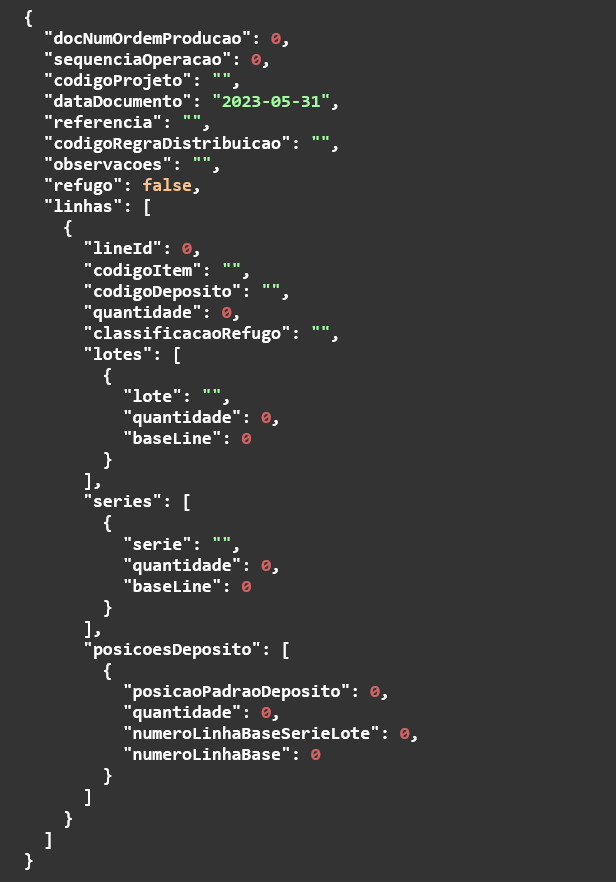 {
  "docNumOrdemProducao": 0,
  "sequenciaOperacao": 0,
  "codigoProjeto": "",
  "dataDocumento": "2023-05-31",
  "referencia": "",
  "codigoRegraDistribuicao": "",
  "observacoes": "",
  "refugo": false,
  "linhas": [
    {
      "lineId": 0,
      "codigoItem": "",
      "codigoDeposito": "",
      "quantidade": 0,
      "classificacaoRefugo": "",
      "lotes": [
        {
          "lote": "",
          "quantidade": 0,
          "baseLine": 0
        }
      ],
      "series": [
        {
          "serie": "",
          "quantidade": 0,
          "baseLine": 0
        }
      ],
      "posicoesDeposito": [
        {
          "posicaoPadraoDeposito": 0,
          "quantidade": 0,
          "numeroLinhaBaseSerieLote": 0,
          "numeroLinhaBase": 0
        }
      ]
    }
  ]
}